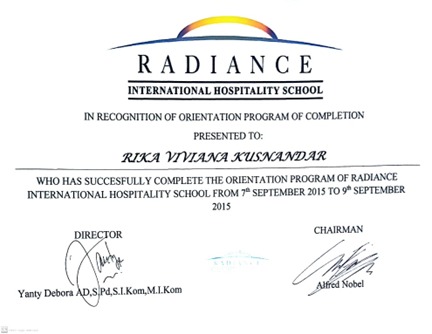 RADIANCE
INTERNATIONAL HOSPITALITY SCHOOL
IN RECOGNITION OF ORIENTATION PROGRAM OF COMPLETION
PRESENTED TO:
RIKA VIVIANA KUSNANDAR
WHO HAS SUCCESFULLY COMPLETE THE ORIENTATION PROGRAM OF RADIANCE
INTERNATIONAL HOSPITALITY SCHOOL FROM 7th SEPTEMBER 2015 TO 9th SEPTEMBER
2015
DIRECTOR
CHAIRMAN
RADIANCE
Yanty Debora AD,S.Pd,S.I.Kom,M.I.Kom
Alfred Nobel